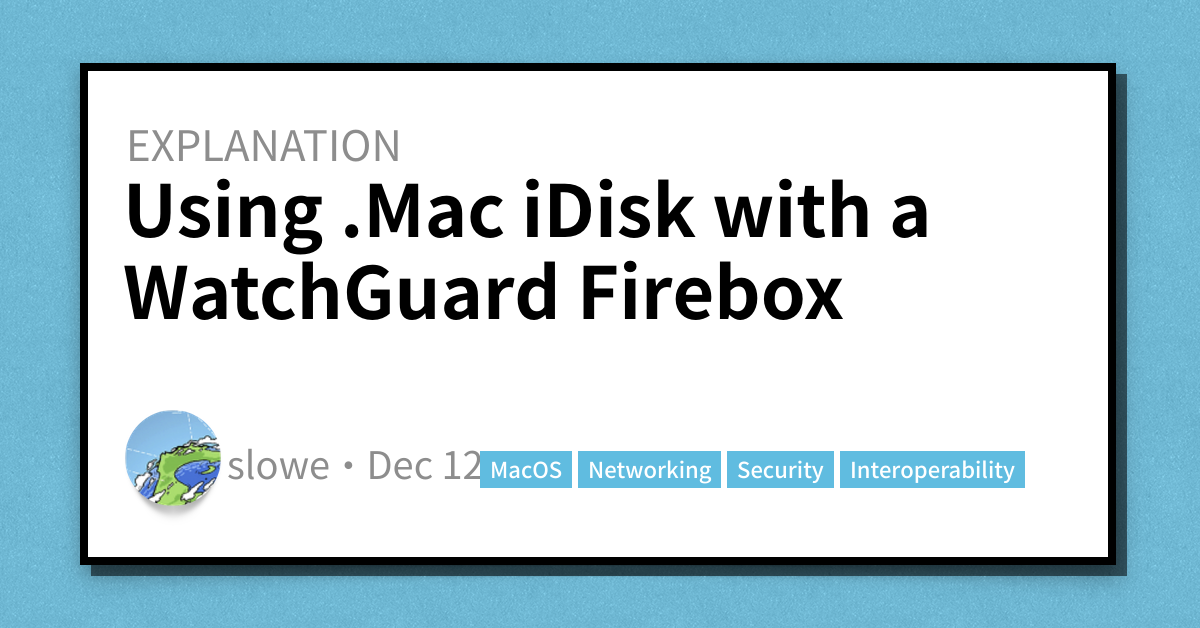 EXPLANATION
Using .Mac iDisk with a
WatchGuard Firebox
slowe • Dec 12 MacOS Networking Security Interoperability